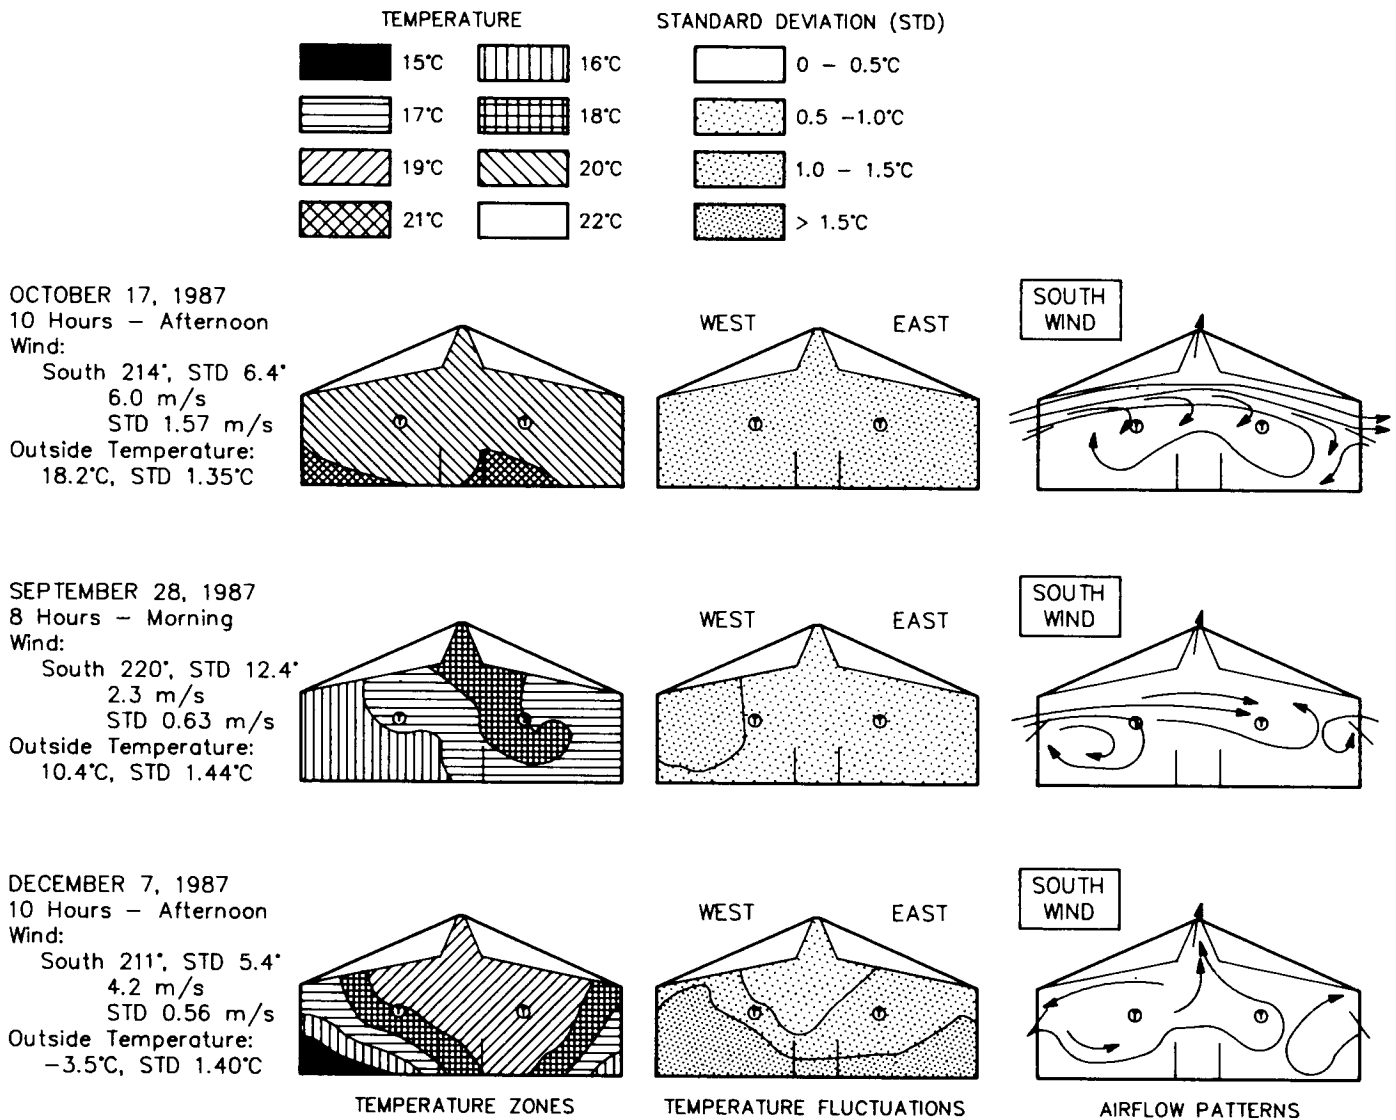 TEMPERATURE
STANDARD DEVIATION (STD)
15°C
16°C
0 – 0.5°C
17°C
18°C
0.5 –1.0°C
19°C
20°C
1.0 – 1.5°C
21°C
22°C
> 1.5°C
OCTOBER 17, 1987
10 Hours – Afternoon
Wind:
South 214°, STD 6.4°
6.0 m/s
STD 1.57 m/s
Outside Temperature:
18.2°C, STD 1.35°C
T
T
WEST
EAST
T
T
SOUTH
WIND
T
T
SEPTEMBER 28, 1987
8 Hours – Morning
Wind:
South 220°, STD 12.4°
2.3 m/s
STD 0.63 m/s
Outside Temperature:
10.4°C, STD 1.44°C
T
T
WEST
EAST
T
T
SOUTH
WIND
T
T
DECEMBER 7, 1987
10 Hours – Afternoon
Wind:
South 211°, STD 5.4°
4.2 m/s
STD 0.56 m/s
Outside Temperature:
–3.5°C, STD 1.40°C
T
T
WEST
EAST
T
T
SOUTH
WIND
T
T
TEMPERATURE ZONES
TEMPERATURE FLUCTUATIONS
AIRFLOW PATTERNS